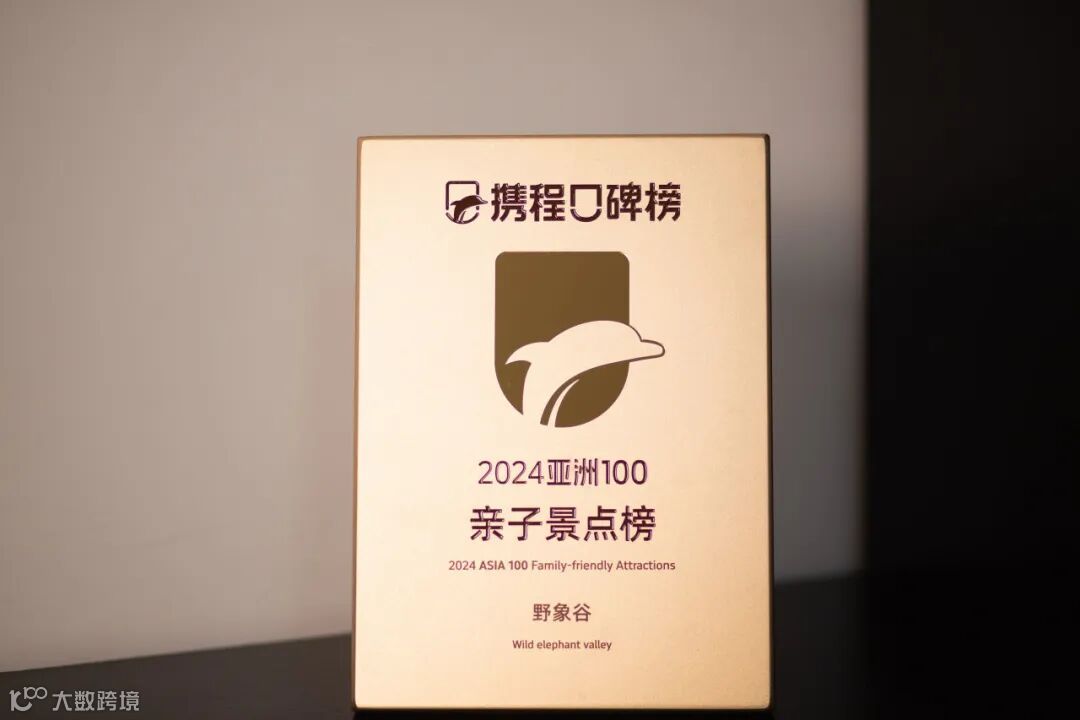 携程口碑榜
2024亚洲100
亲子景点榜
2024 ASIA 100 Family-friendly Attractions
野象谷
Wild elephant valley
大数跨境